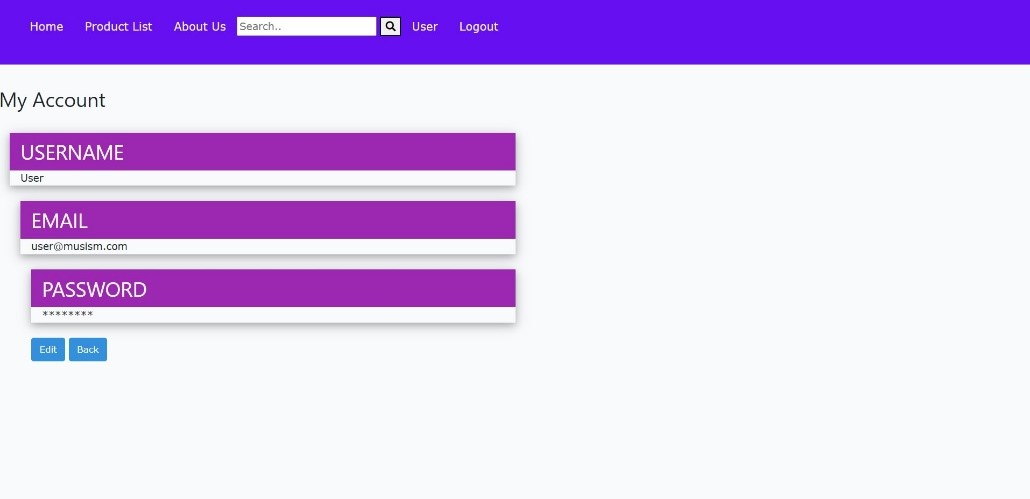 Home Product List About Us Search.. User Logout
My Account
USERNAME
User
EMAIL
user@musism.com
PASSWORD
********
Edit Back